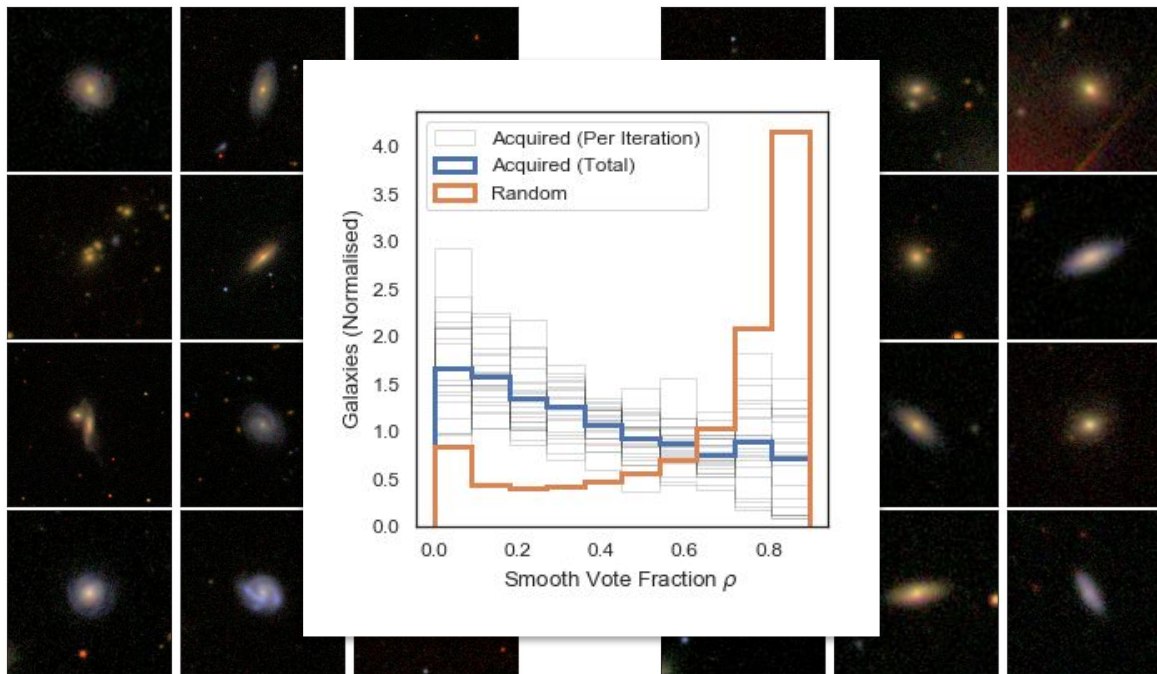 Acquired (Per Iteration)
Acquired (Total)
Random
4.0
3.5
3.0
2.5
2.0
1.5
1.0
0.5
0.0
Galaxies (Normalised)
0.0 0.2 0.4 0.6 0.8
Smooth Vote Fraction ρ